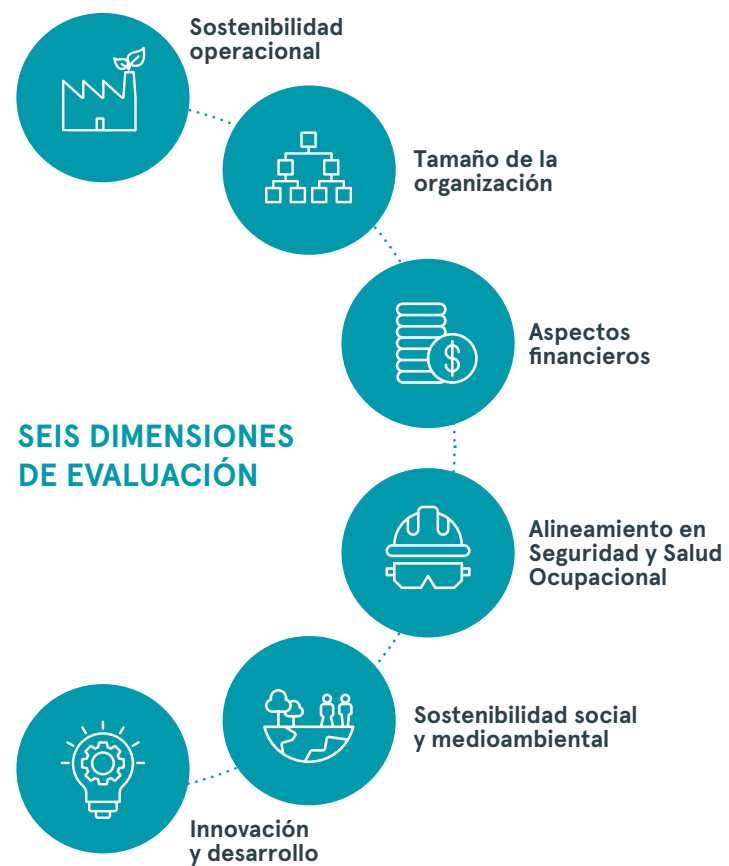 Sostenibilidad
operacional
Tamaño de la
organización
Aspectos
financieros
SEIS DIMENSIONES
DE EVALUACIÓN
Alineamiento en
Seguridad y Salud
Ocupacional
Sostenibilidad social
y medioambiental
Innovación
y desarrollo
$